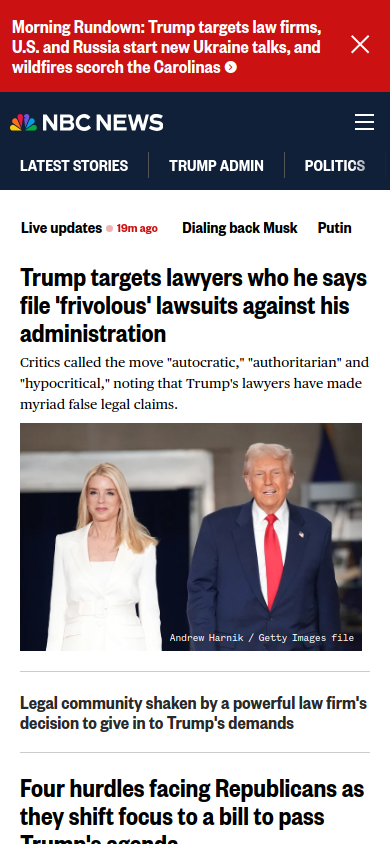 Morning Rundown: Trump targets law firms,
U.S. and Russia start new Ukraine talks, and
wildfires scorch the Carolinas
NBC NEWS
LATEST STORIES
TRUMP ADMIN
POLITICS
Live updates 19m ago
Dialing back Musk
Putin
Trump targets lawyers who he says
file 'frivolous' lawsuits against his
administration
Critics called the move "autocratic," "authoritarian" and
"hypocritical," noting that Trump's lawyers have made
myriad false legal claims.
Andrew Harnik / Getty Images file
Legal community shaken by a powerful law firm's
decision to give in to Trump's demands
Four hurdles facing Republicans as
they shift focus to a bill to pass
Trump's agenda